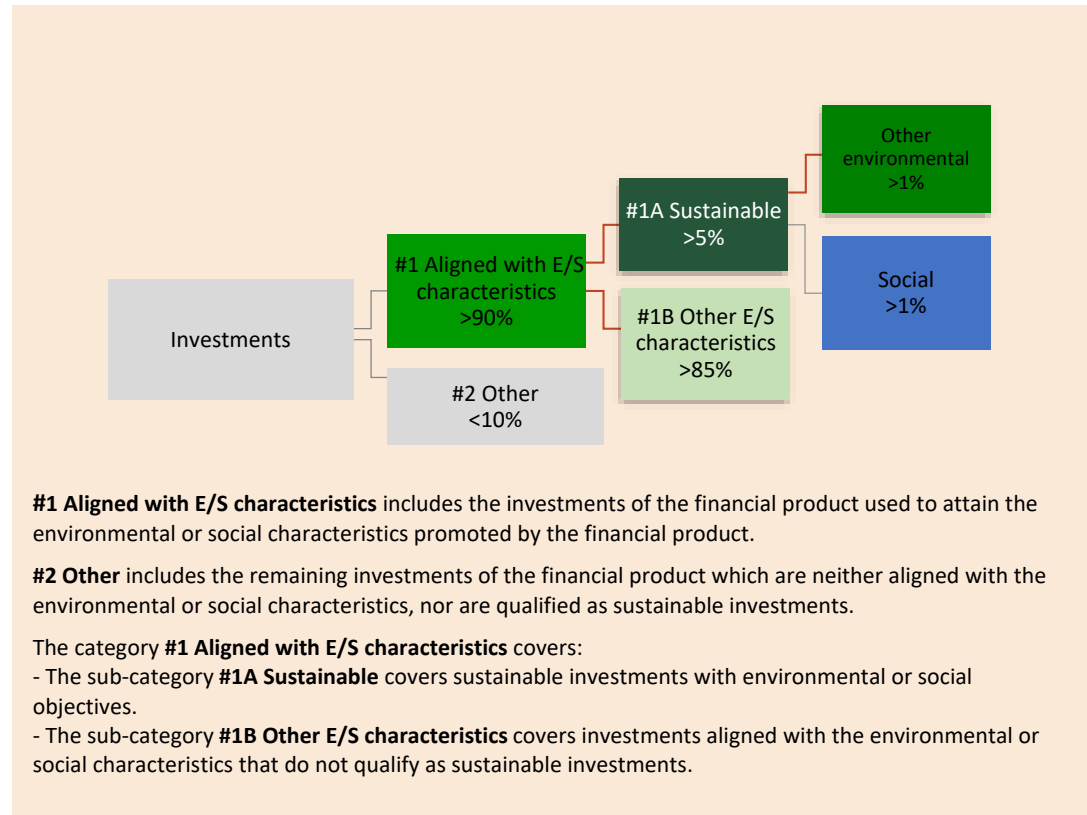 Other
environmental
>1%
#1A Sustainable
>5%
#1 Aligned with E/S
characteristics
>90%
Social
>1%
Investments
#1B Other E/S
characteristics
>85%
#2 Other
<10%
#1 Aligned with E/S characteristics includes the investments of the financial product used to attain the
environmental or social characteristics promoted by the financial product.
#2 Other includes the remaining investments of the financial product which are neither aligned with the
environmental or social characteristics, nor are qualified as sustainable investments.
The category #1 Aligned with E/S characteristics covers:
- The sub-category #1A Sustainable covers sustainable investments with environmental or social
objectives.
- The sub-category #1B Other E/S characteristics covers investments aligned with the environmental or
social characteristics that do not qualify as sustainable investments.